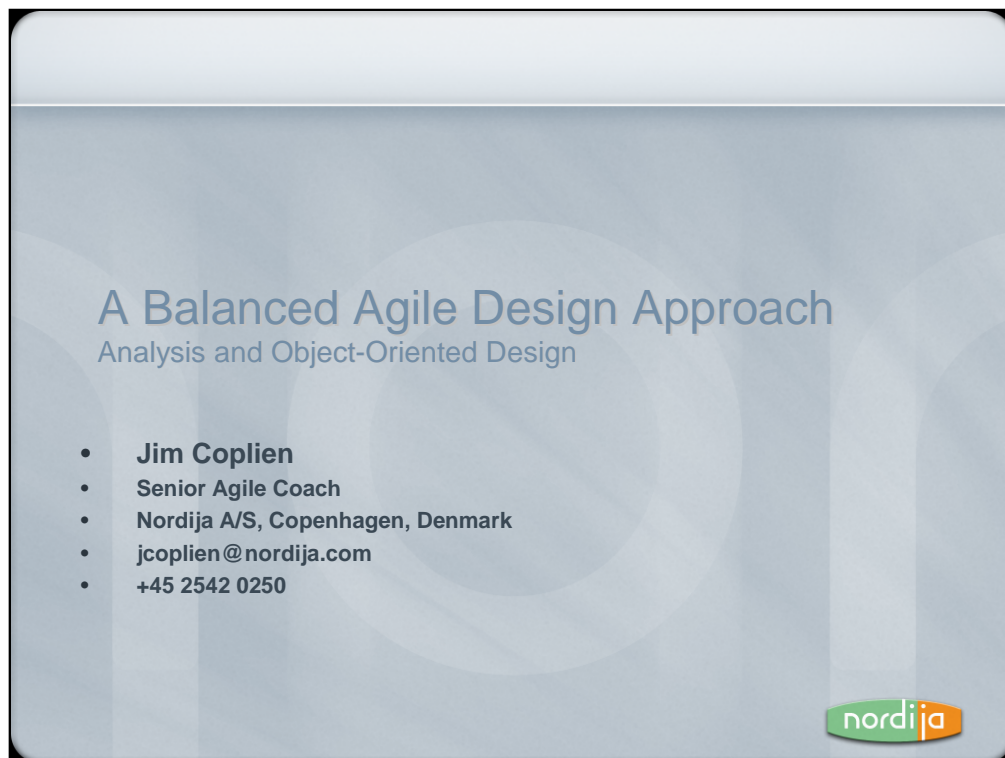 A Balanced Agile Design Approach
Analysis and Object-Oriented Design
• Jim Coplien
• Senior Agile Coach
• Nordija A/S, Copenhagen, Denmark
• jcoplien@nordija.com
• +45 2542 0250
nordija